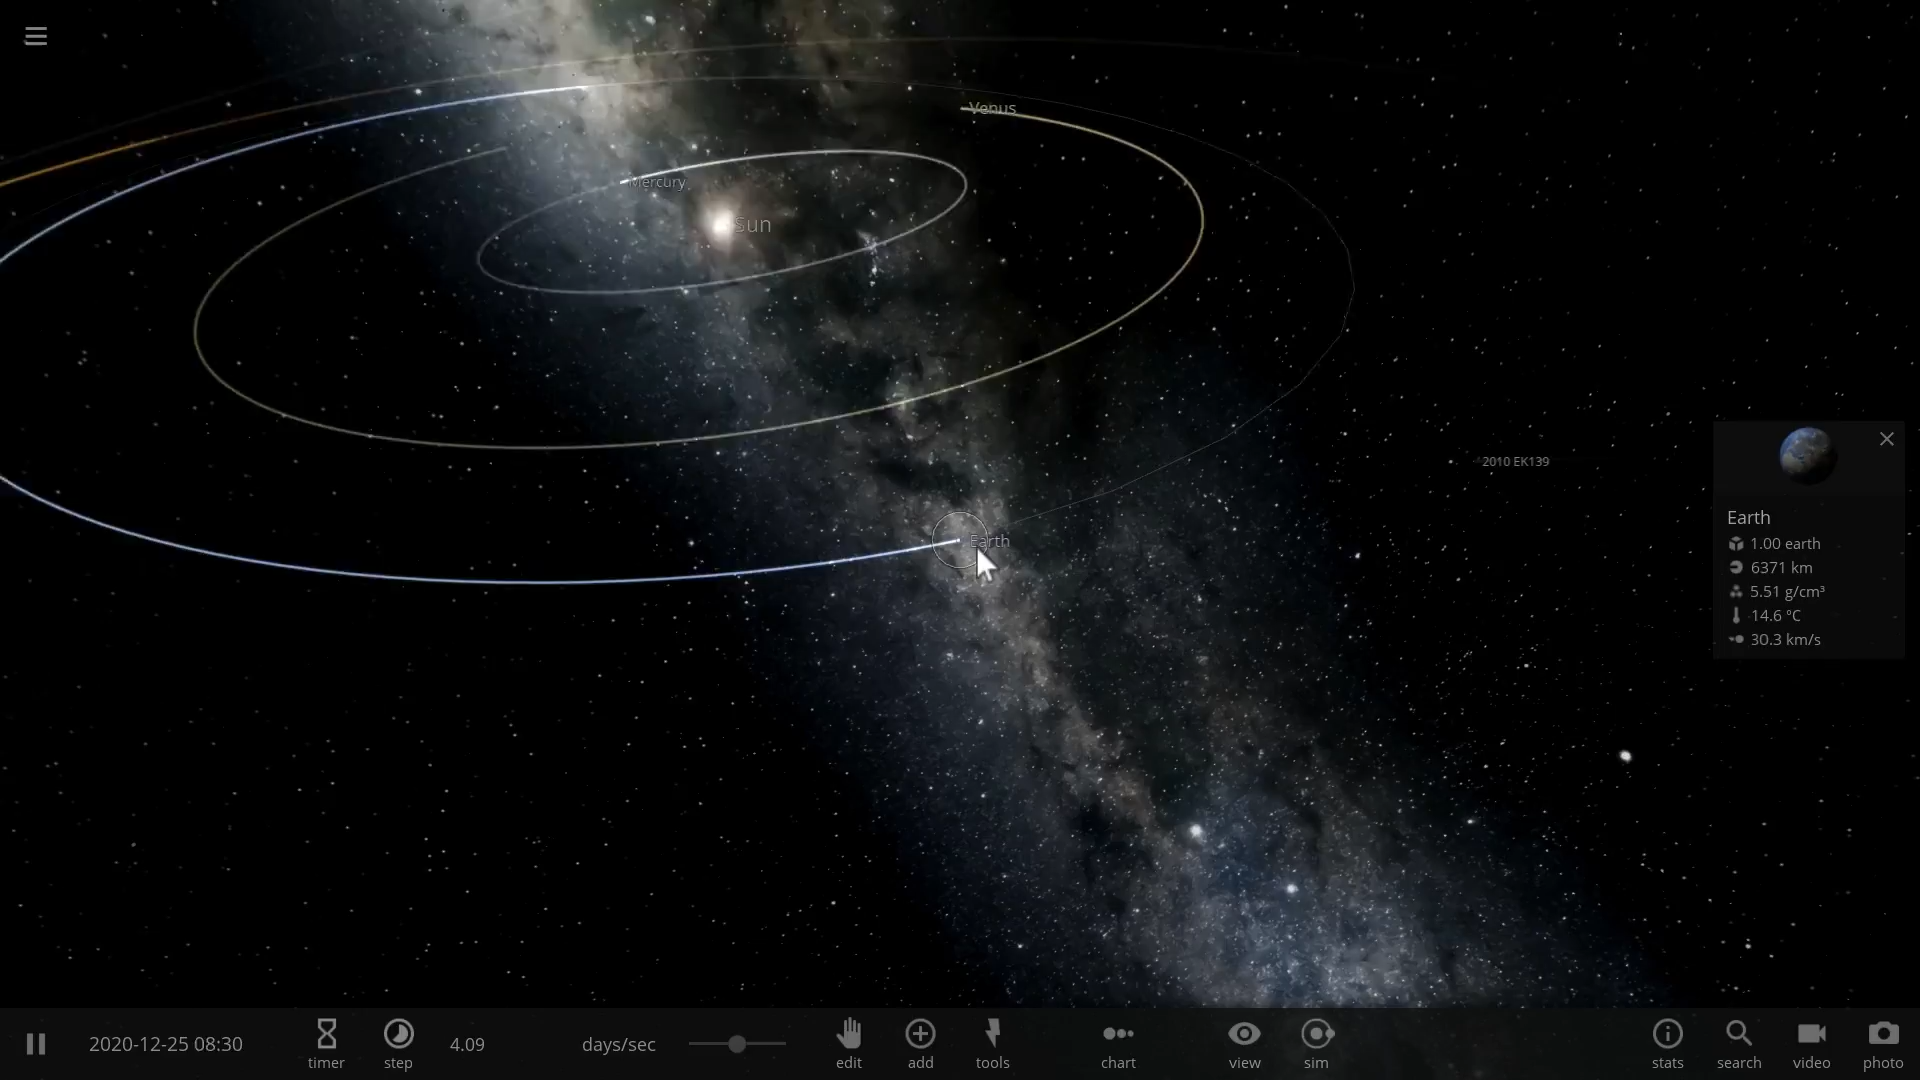 Venus
Mercury
Sun
2010 EK139
Earth
Earth
1.00 earth
6371 km
5.51 g/cm³
14.6 °C
30.3 km/s
2020-12-25 08:30
timer
step
4.09
days/sec
edit
add
tools
chart
view
sim
stats
search
video
photo